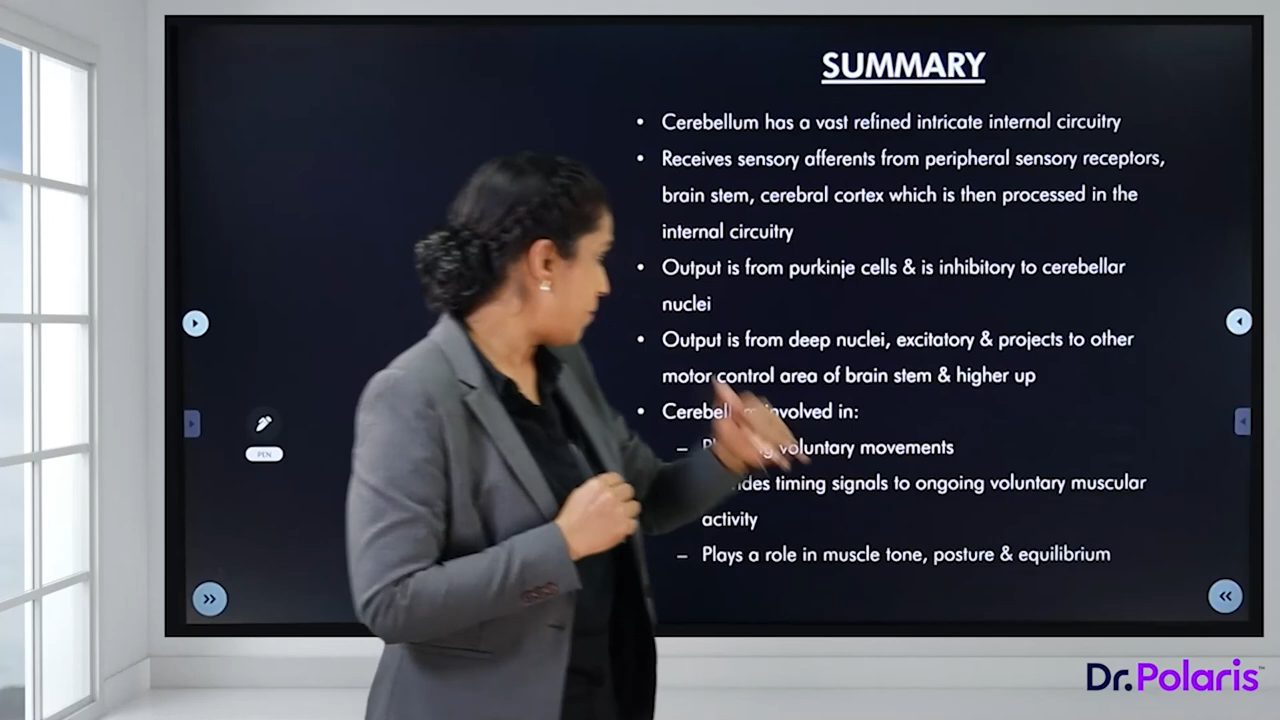 SUMMARY
• Cerebellum has a vast refined intricate internal circuitry
• Receives sensory afferents from peripheral sensory receptors,
brain stem, cerebral cortex which is then processed in the
internal circuitry
• Output is from purkinje cells & is inhibitory to cerebellar
nuclei
• Output is from deep nuclei, excitatory & projects to other
motor control area of brain stem & higher up
• involved in:
– voluntary movements
timing signals to ongoing voluntary muscular
activity
– Plays a role in muscle tone, posture & equilibrium
PEN
Dr.Polaris™